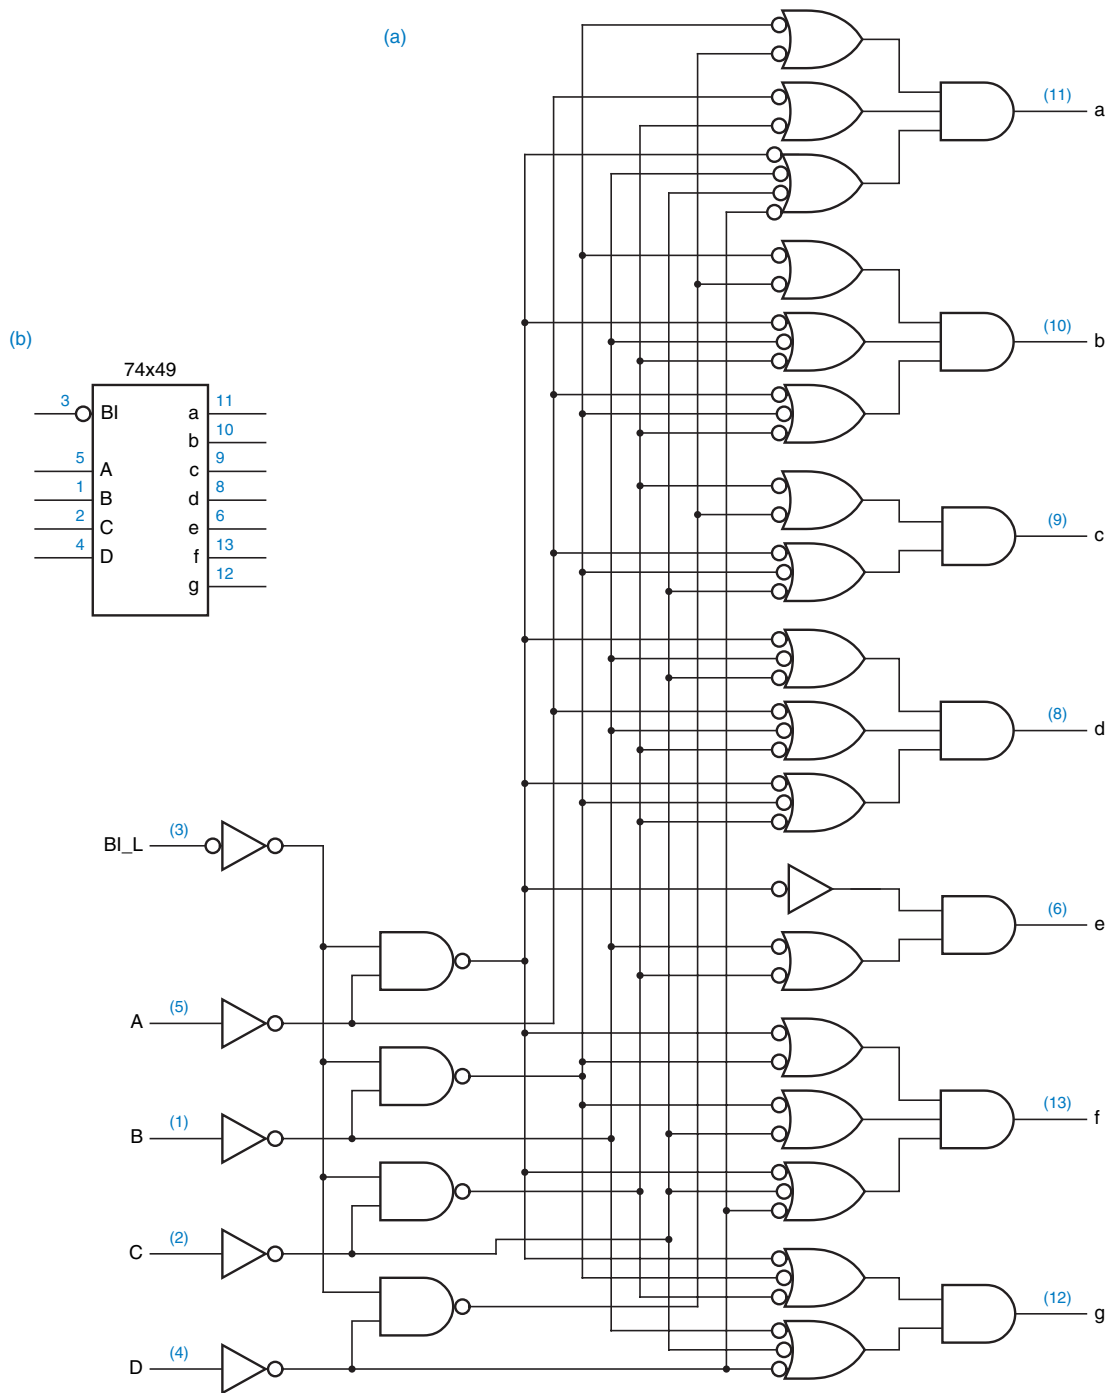 (a)
(11)
a
(10)
b
(b)
74x49
3
BI
a
11
b
10
5
A
c
9
1
B
d
8
2
C
e
6
4
D
f
13
g
12
(9)
c
(8)
d
BI_L
(3)
(6)
e
A
(5)
(13)
f
B
(1)
C
(2)
(12)
g
D
(4)